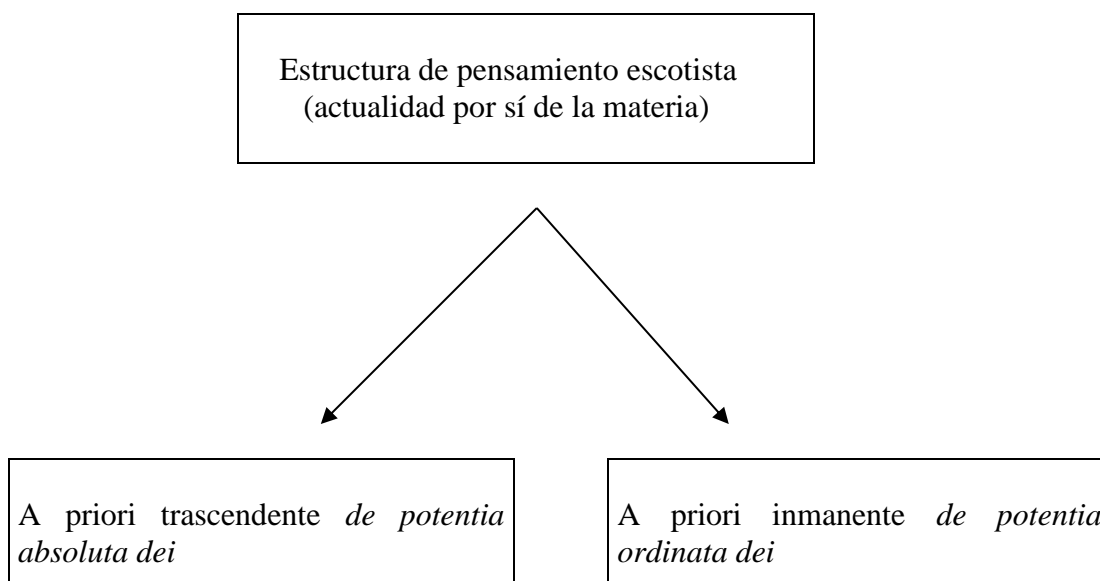 Estructura de pensamiento escotista
(actualidad por sí de la materia)
A priori trascendente de potentia
absoluta dei
A priori inmanente de potentia
ordinata dei